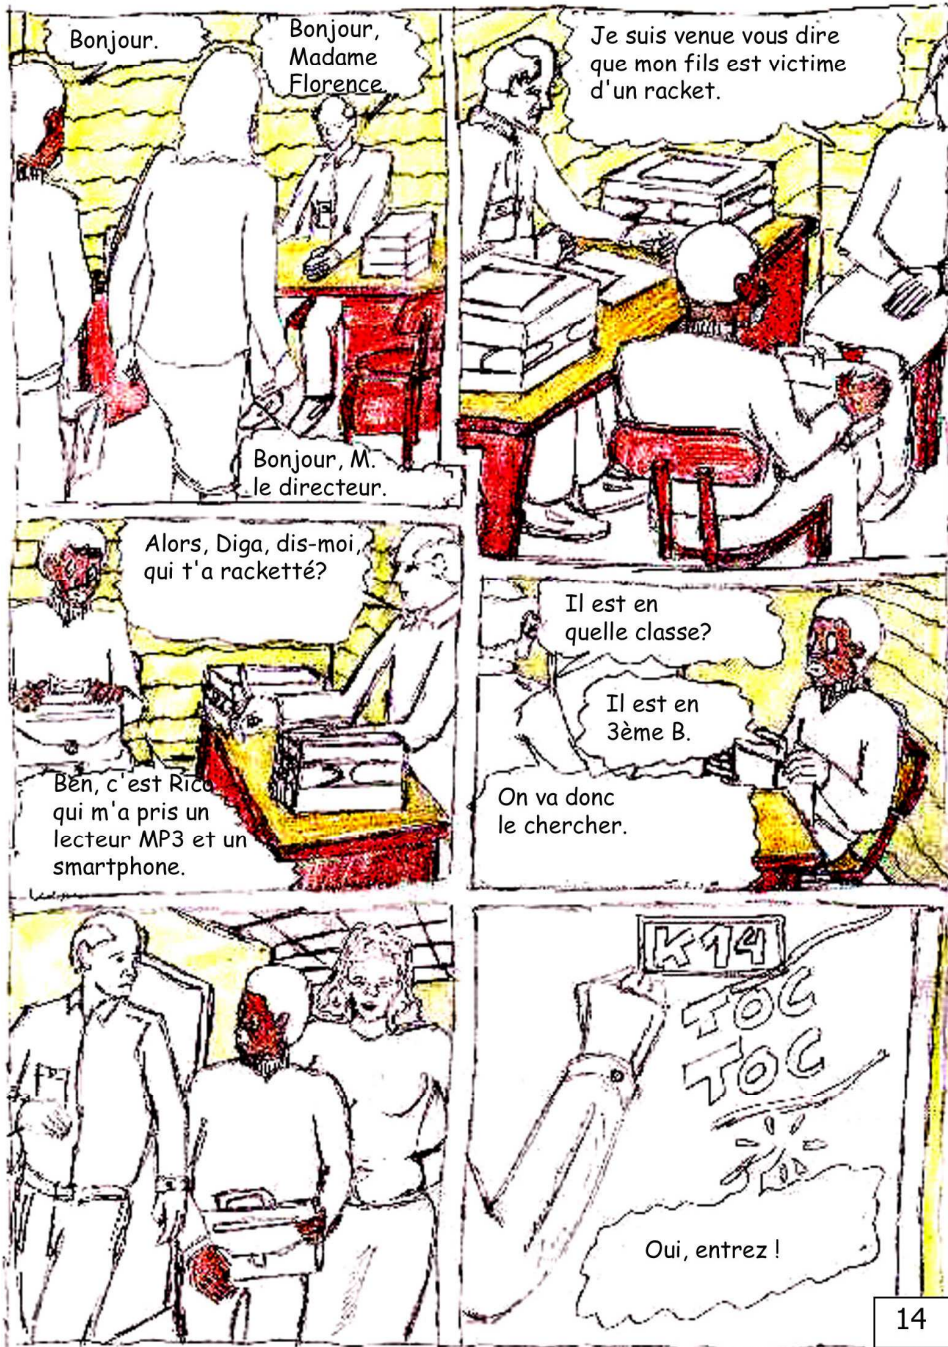 Bonjour.
Bonjour,
Madame
Florence.
Bonjour, M.
le directeur.
Je suis venue vous dire
que mon fils est victime
d'un racket.
Alors, Diga, dis-moi,
qui t'a racketté?
Ben, c'est Rico
qui m'a pris un
lecteur MP3 et un
smartphone.
Il est en
quelle classe?
Il est en
3ème B.
On va donc
le chercher.
K14
TOC
TOC
Oui, entrez !
14